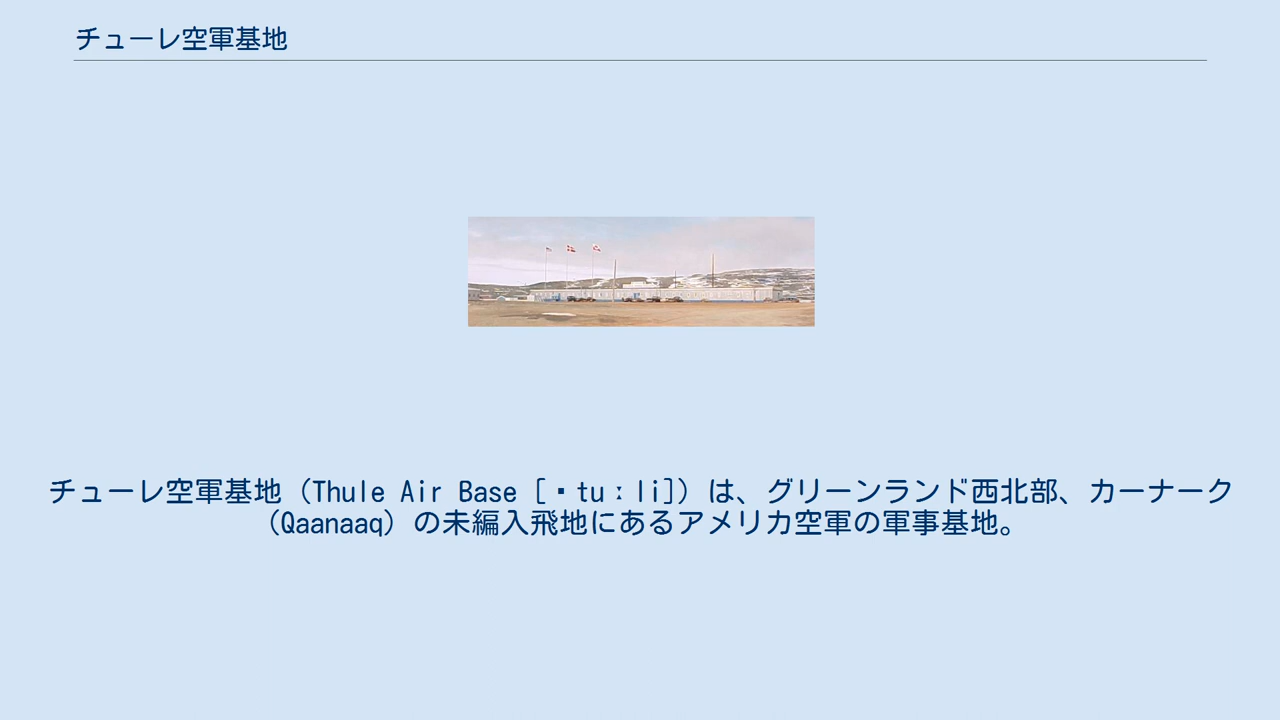 チューレ空軍基地
チューレ空軍基地（Thule Air Base [▪tuːli]）は、グリーンランド西北部、カーナーク
（Qaanaaq）の未編入飛地にあるアメリカ空軍の軍事基地。